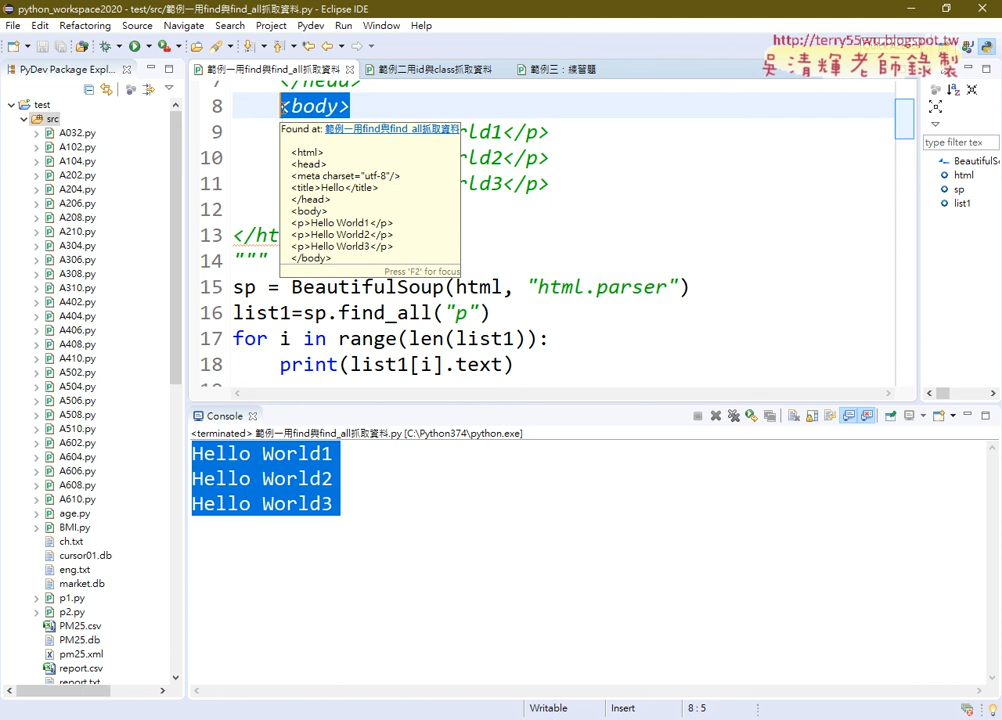 python_workspace2020 - test/src/範例一用find與find_all抓取資料.py - Eclipse IDE
File Edit Refactoring Source Navigate Search Project Pydev Run Window Help
http://terry55wu.blogspot.tw
吳清輝老師錄製
PyDev Package Expl...
範例一用find與find_all抓取資料
範例二用id與class抓取資料
範例三：練習題
test
src
A032.py
A102.py
A104.py
A202.py
A204.py
A206.py
A208.py
A210.py
A304.py
A306.py
A308.py
A310.py
A402.py
A404.py
A406.py
A410.py
A502.py
A504.py
A506.py
A508.py
A510.py
A602.py
A604.py
A606.py
A608.py
A610.py
age.py
BMI.py
ch.txt
cursor01.db
eng.txt
market.db
p1.py
p2.py
PM25.csv
PM25.db
pm25.xml
report.csv
report.txt
7 </head>
8 <body>
9 rld1</p>
10 rld2</p>
11 rld3</p>
12
13 </ht
14 """
15 sp = BeautifulSoup(html, "html.parser")
16 list1=sp.find_all("p")
17 for i in range(len(list1)):
18 print(list1[i].text)
Found at: 範例一用find與find_all抓取資料
<html>
<head>
<meta charset="utf-8"/>
<title>Hello</title>
</head>
<body>
<p>Hello World1</p>
<p>Hello World2</p>
<p>Hello World3</p>
</body>
Press 'F2' for focus
type filter tex
BeautifulS
html
sp
list1
Console
<terminated> 範例一用find與find_all抓取資料.py [C:\Python374\python.exe]
Hello World1
Hello World2
Hello World3
Writable Insert 8:5